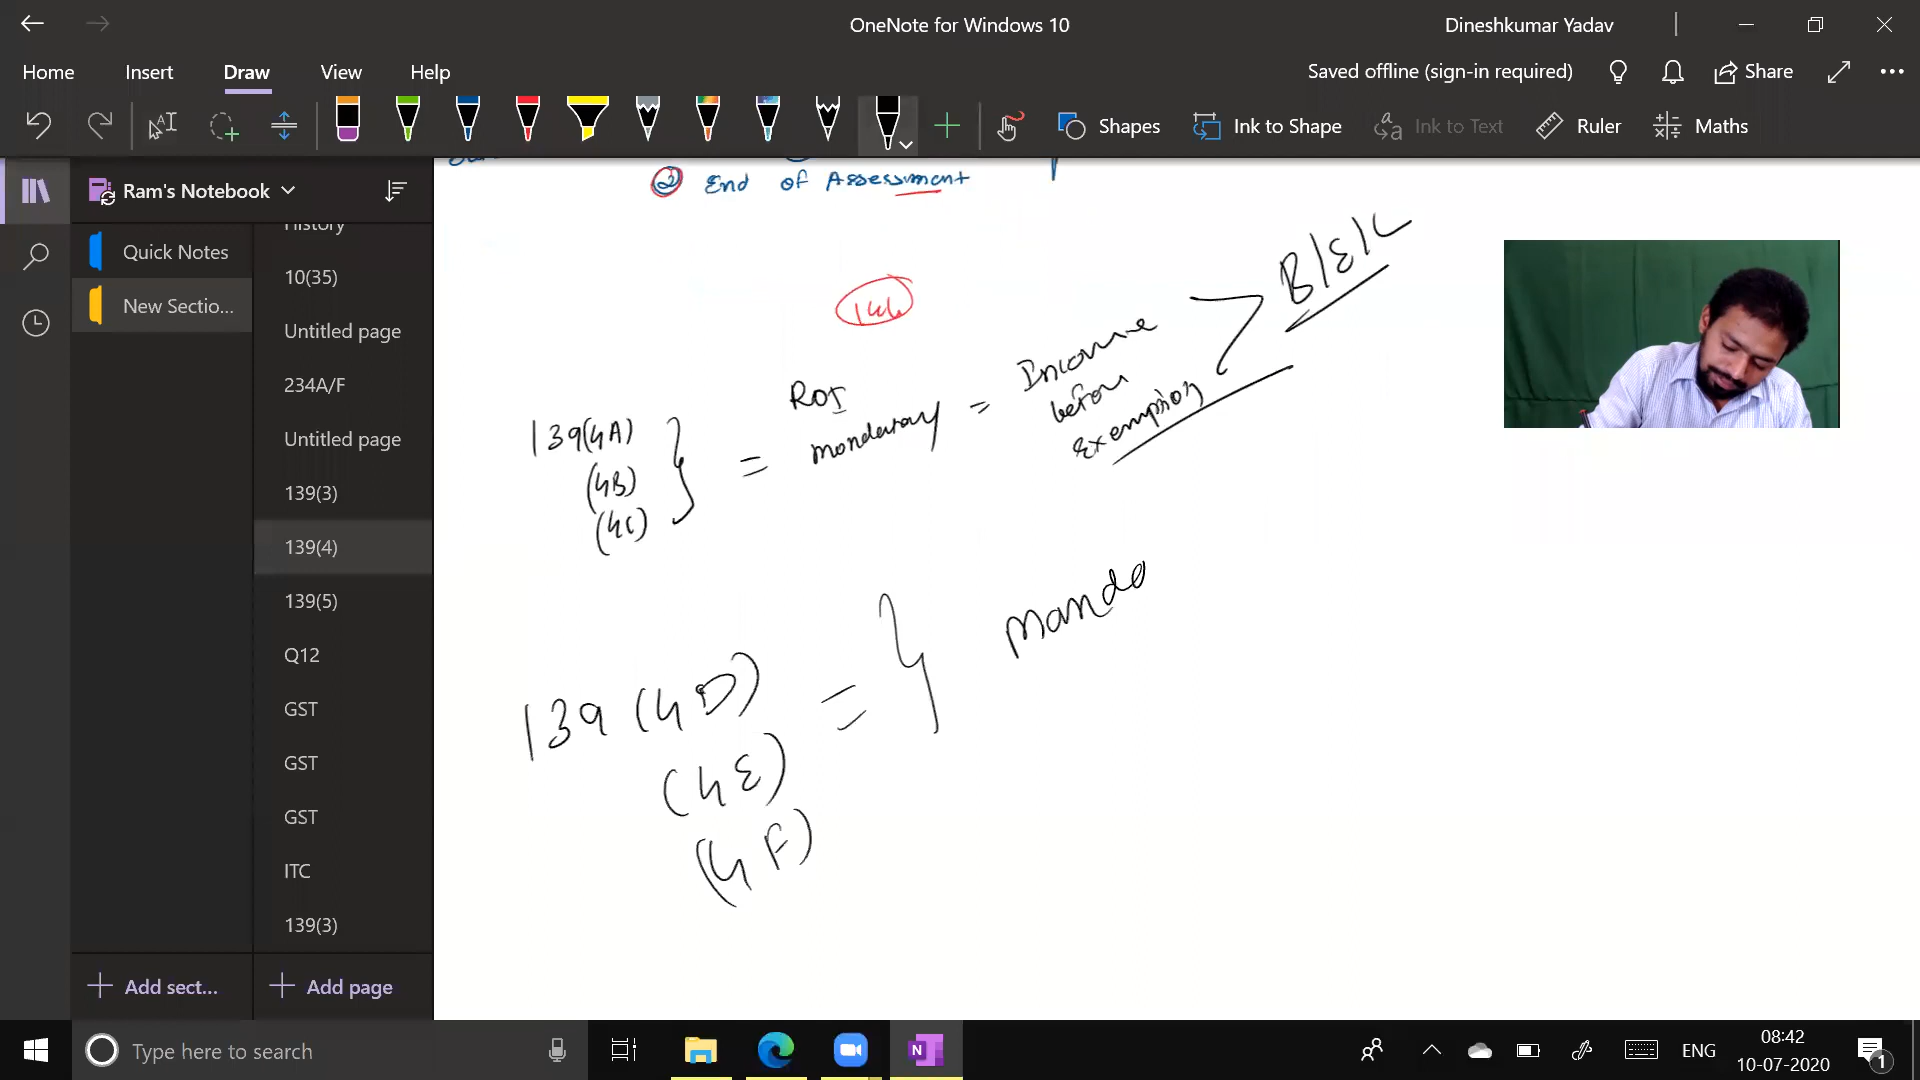 OneNote for Windows 10
Dineshkumar Yadav
Home
Insert
Draw
View
Help
Saved offline (sign-in required)
Share
Shapes
Ink to Shape
Ink to Text
Ruler
Maths
Ram's Notebook
Quick Notes
New Sectio...
History
10(35)
Untitled page
234A/F
Untitled page
139(3)
139(4)
139(5)
Q12
GST
GST
ITC
139(3)
Add sect...
Add page
② End of Assessment
B/E/L
ROI
mandatory =
Income
before
Exemption
139(4A)
(4B)
(4C)
=
139 (4D) =
(4E)
(4F)
manda
Type here to search
N
ENG
08:42
10-07-2020
1